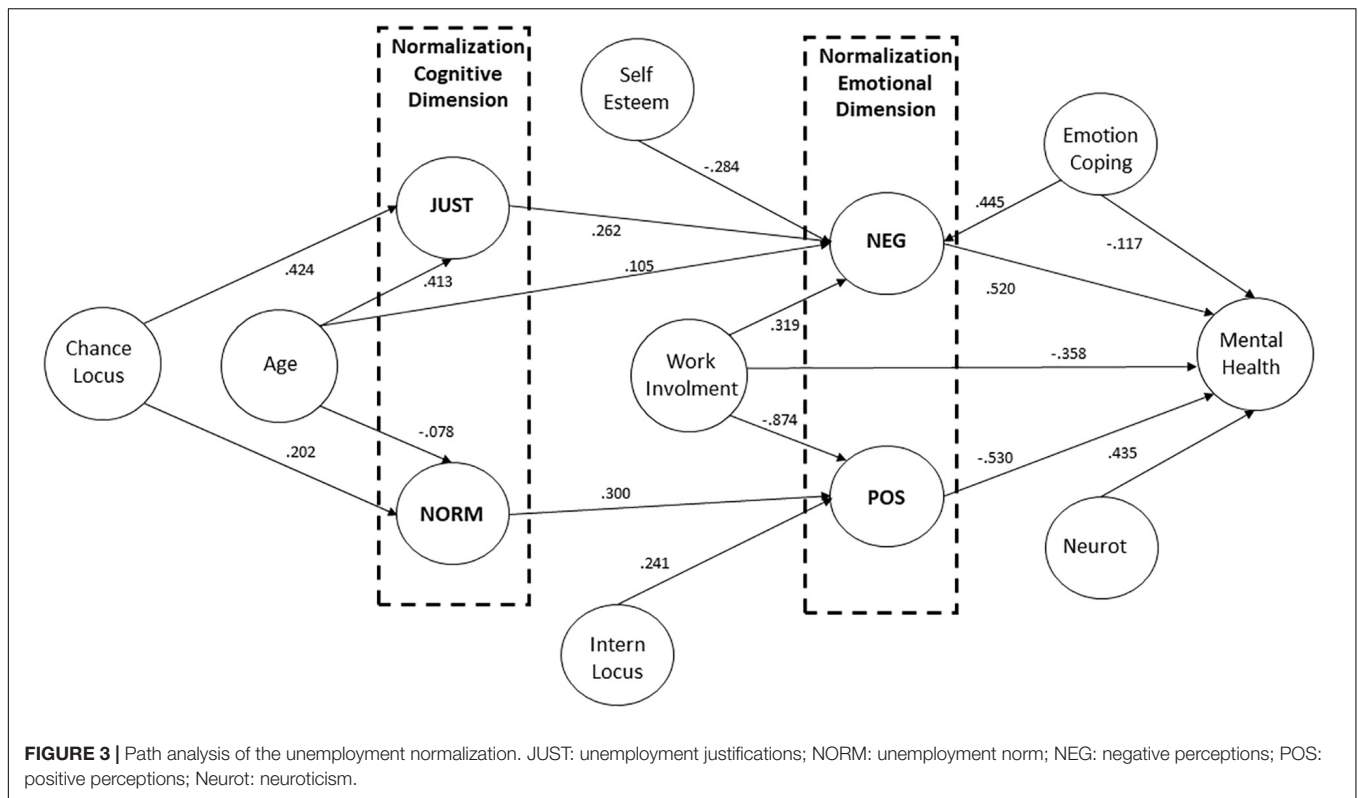 Normalization
Cognitive
Dimension
Normalization
Emotional
Dimension
Self
Esteem
Emotion
Coping
-.284
JUST
.262
NEG
.445
-.117
.424
.413
.105
.520
Chance
Locus
Age
.319
Work
Involment
-.358
Mental
Health
.202
-.078
-.874
-.530
.435
NORM
.300
POS
Neurot
.241
Intern
Locus
FIGURE 3 | Path analysis of the unemployment normalization. JUST: unemployment justifications; NORM: unemployment norm; NEG: negative perceptions; POS:
positive perceptions; Neurot: neuroticism.